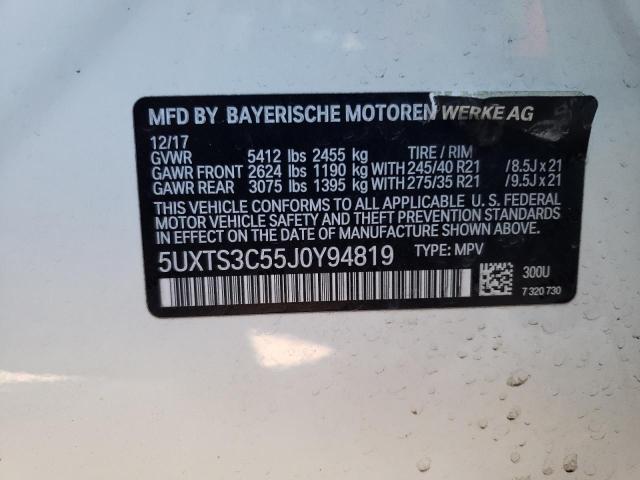 MFD BY BAYERISCHE MOTOREN WERKE AG
12/17
GVWR 5412 lbs 2455 kg TIRE / RIM
GAWR FRONT 2624 lbs 1190 kg WITH 245/40 R21 /8.5J x 21
GAWR REAR 3075 lbs 1395 kg WITH 275/35 R21 /9.5J x 21
THIS VEHICLE CONFORMS TO ALL APPLICABLE U. S. FEDERAL
MOTOR VEHICLE SAFETY AND THEFT PREVENTION STANDARDS
IN EFFECT ON THE DATE OF MANUFACTURE SHOWN ABOVE.
5UXTS3C55J0Y94819 TYPE: MPV
300U
7 320 730